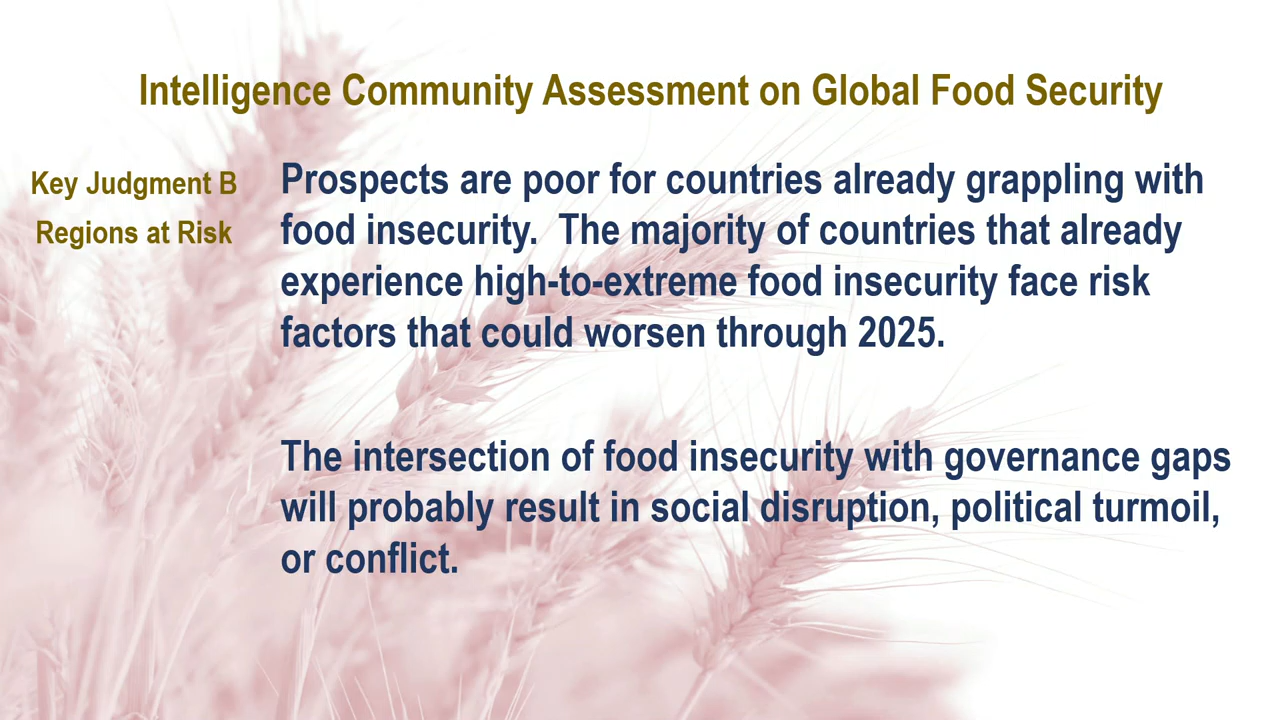 Intelligence Community Assessment on Global Food Security
Key Judgment B
Regions at Risk
Prospects are poor for countries already grappling with
food insecurity.  The majority of countries that already
experience high-to-extreme food insecurity face risk
factors that could worsen through 2025.
The intersection of food insecurity with governance gaps
will probably result in social disruption, political turmoil,
or conflict.